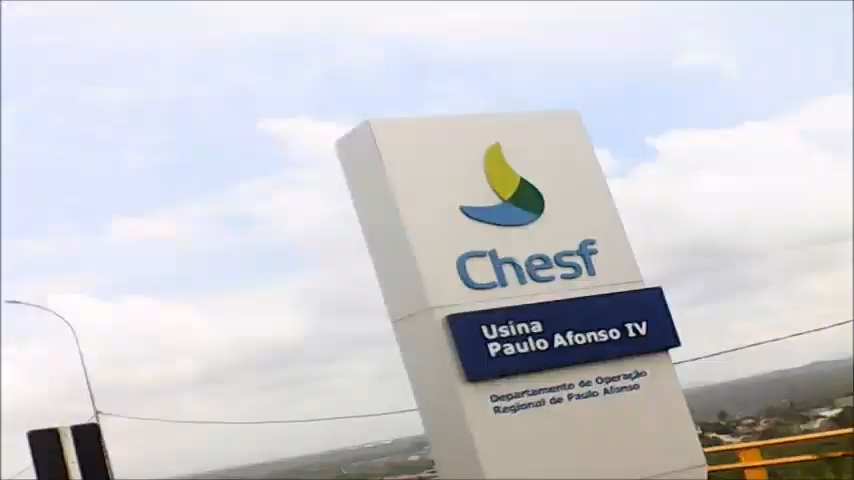 Chesf
Usina
Paulo Afonso IV
Departamento de Operação
Regional de Paulo Afonso